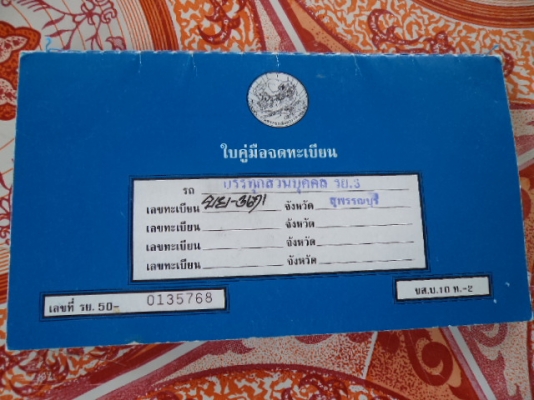 ใบคู่มือจดทะเบียน
รถ บรรทุกส่วนบุคคล รย.3
เลขทะเบียน จังหวัด สุพรรณบุรี
เลขทะเบียน จังหวัด
เลขทะเบียน จังหวัด
เลขทะเบียน จังหวัด
เลขที่ รย. 50- 0135768
ขส.บ.10 ท.-2